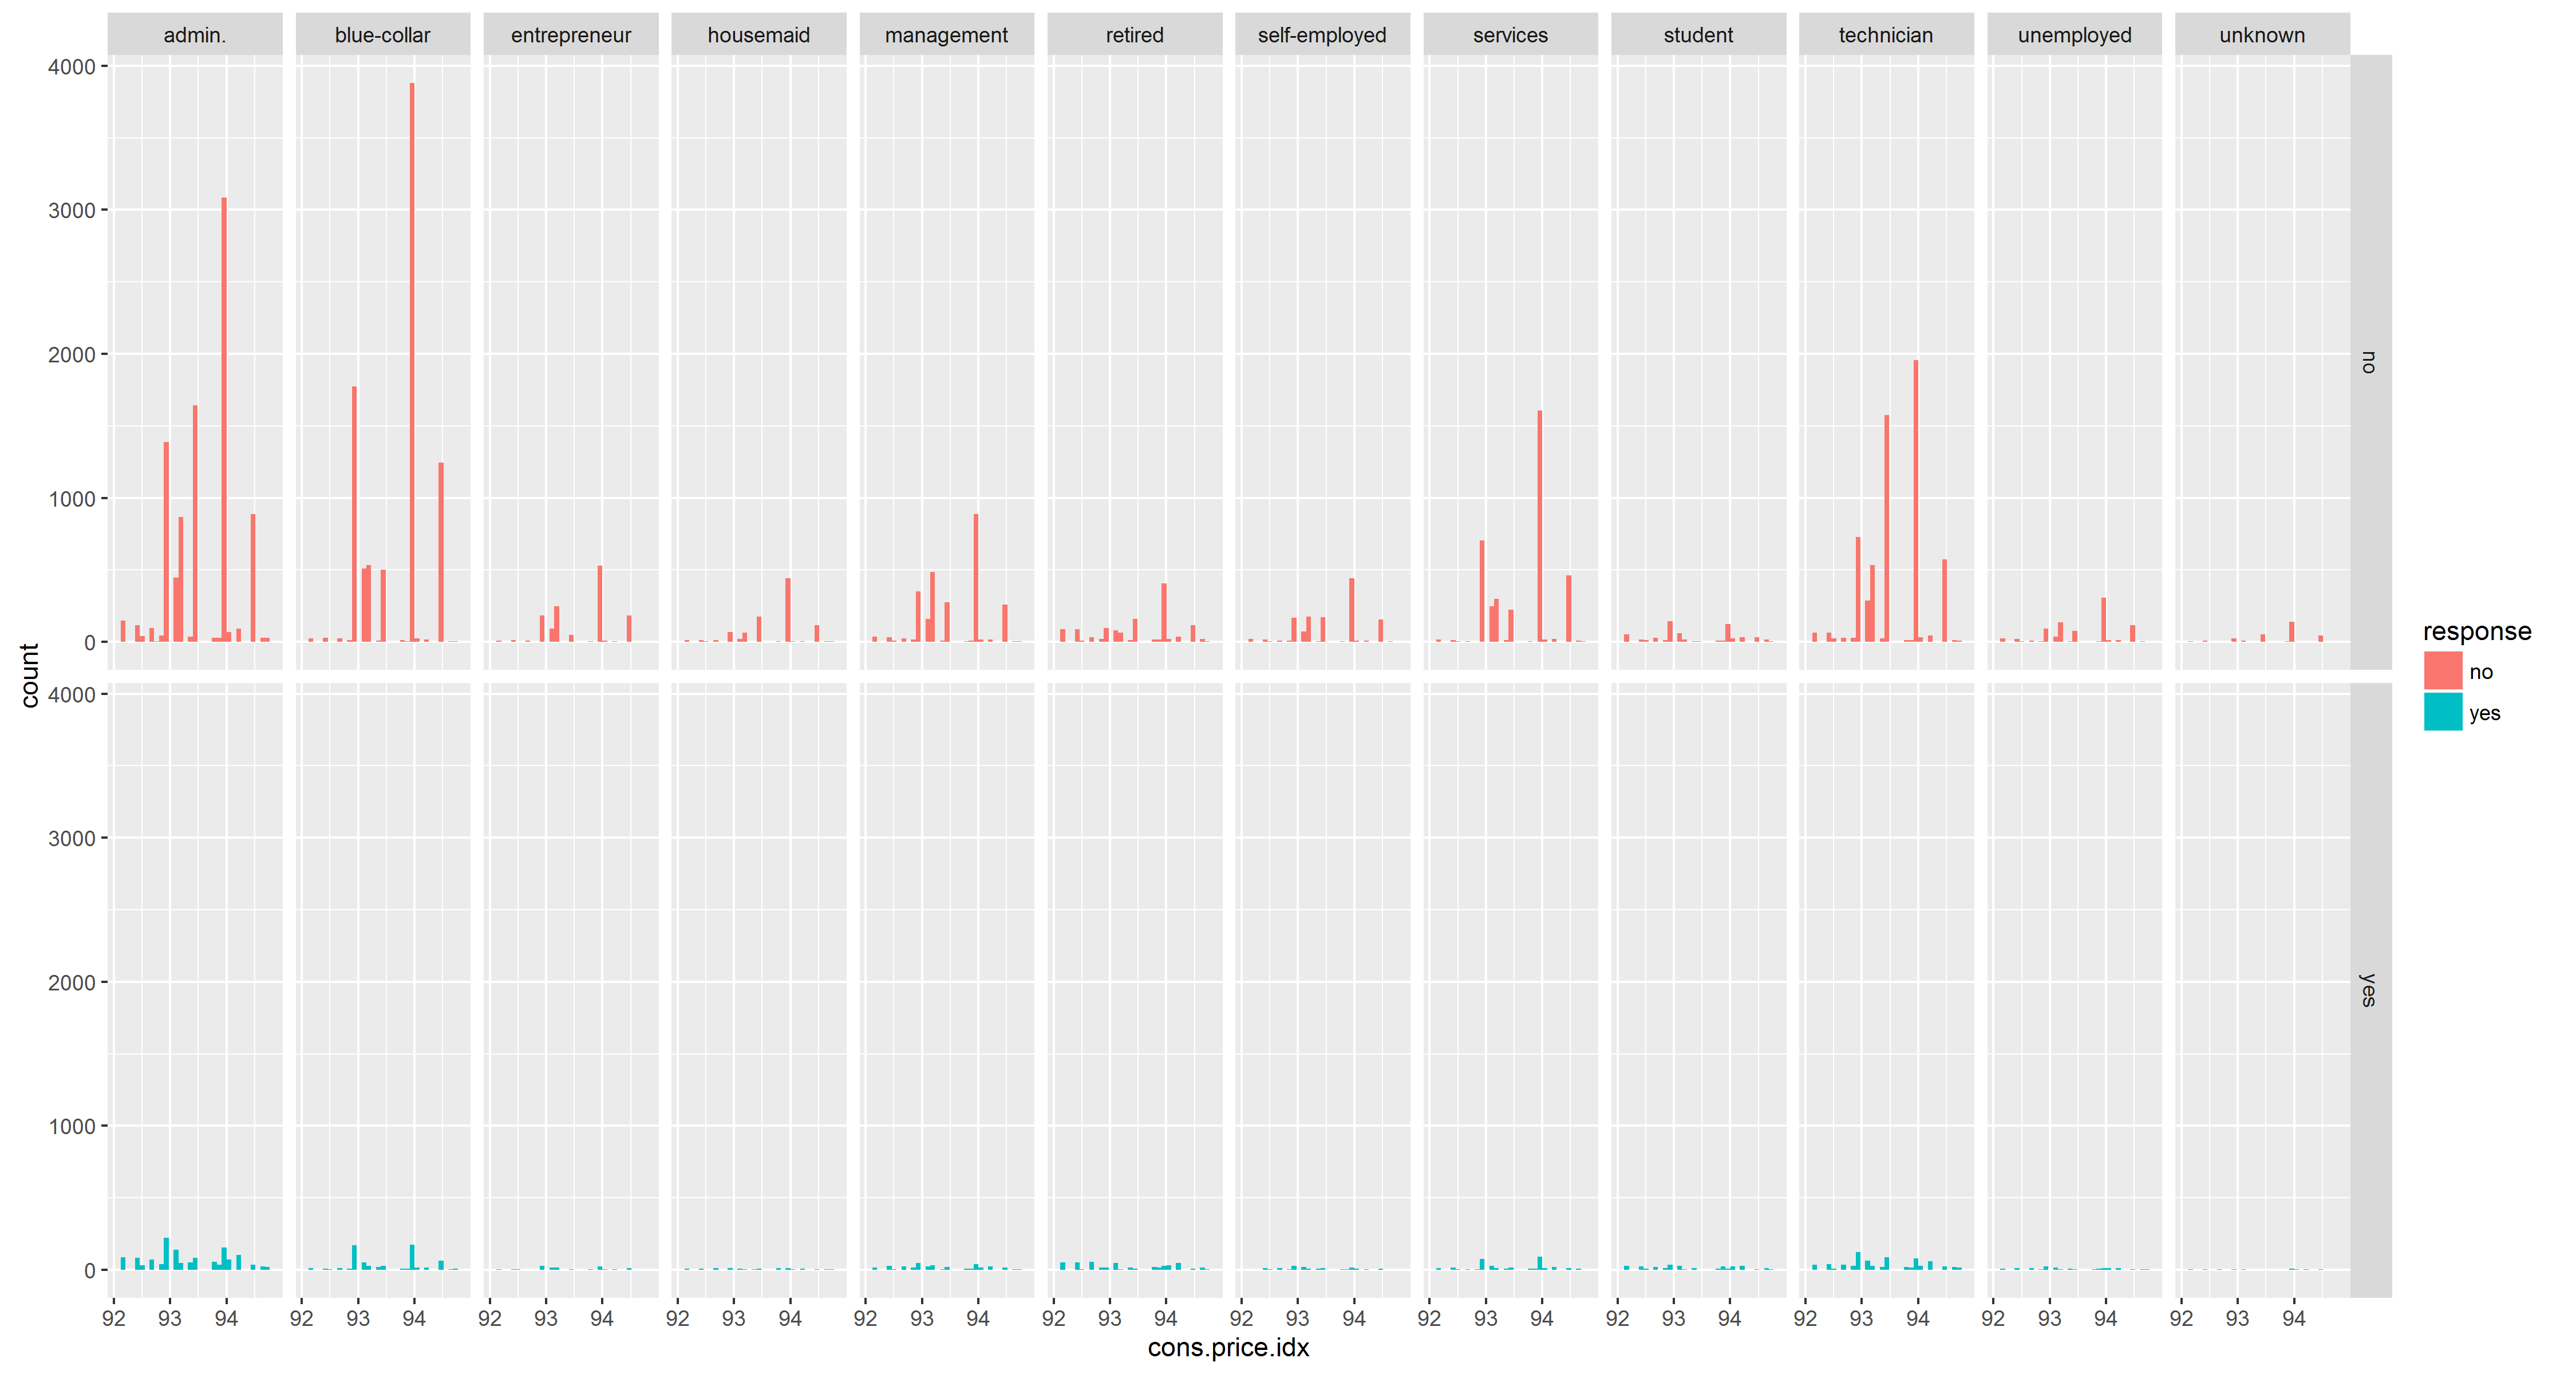 admin. blue-collar entrepreneur housemaid management retired self-employed services student technician unemployed unknown
4000
3000
2000
1000
0
no
count
4000
3000
2000
1000
0
yes
92 93 94 92 93 94 92 93 94 92 93 94 92 93 94 92 93 94 92 93 94 92 93 94 92 93 94 92 93 94 92 93 94 92 93 94
cons.price.idx
response
no
yes